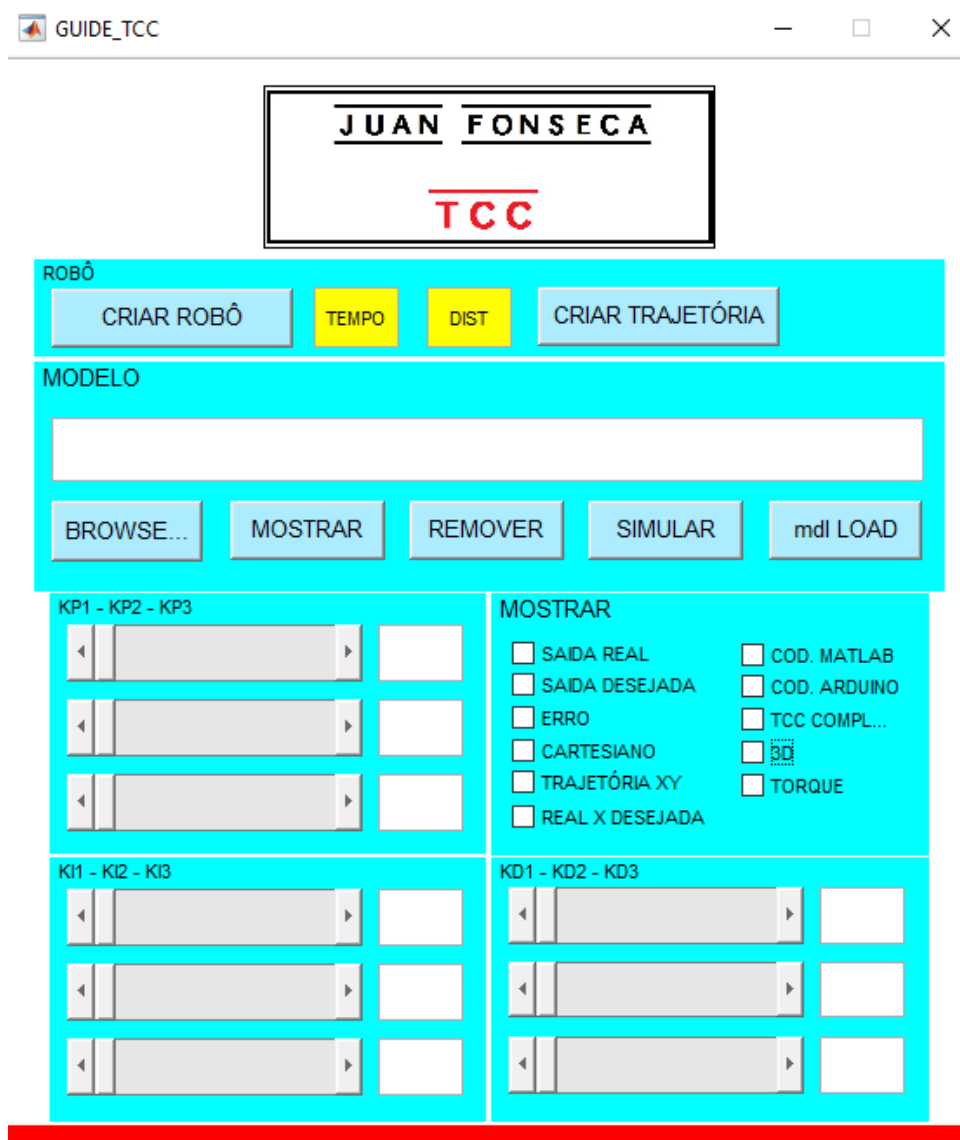 GUIDE_TCC
JUAN FONSECA
TCC
ROBÔ
CRIAR ROBÔ TEMPO DIST CRIAR TRAJETÓRIA
MODELO
BROWSE... MOSTRAR REMOVER SIMULAR mdl LOAD
KP1 - KP2 - KP3
MOSTRAR
SAIDA REAL
SAIDA DESEJADA
ERRO
CARTESIANO
TRAJETÓRIA XY
REAL X DESEJADA
COD. MATLAB
COD. ARDUINO
TCC COMPL...
3D
TORQUE
KI1 - KI2 - KI3
KD1 - KD2 - KD3